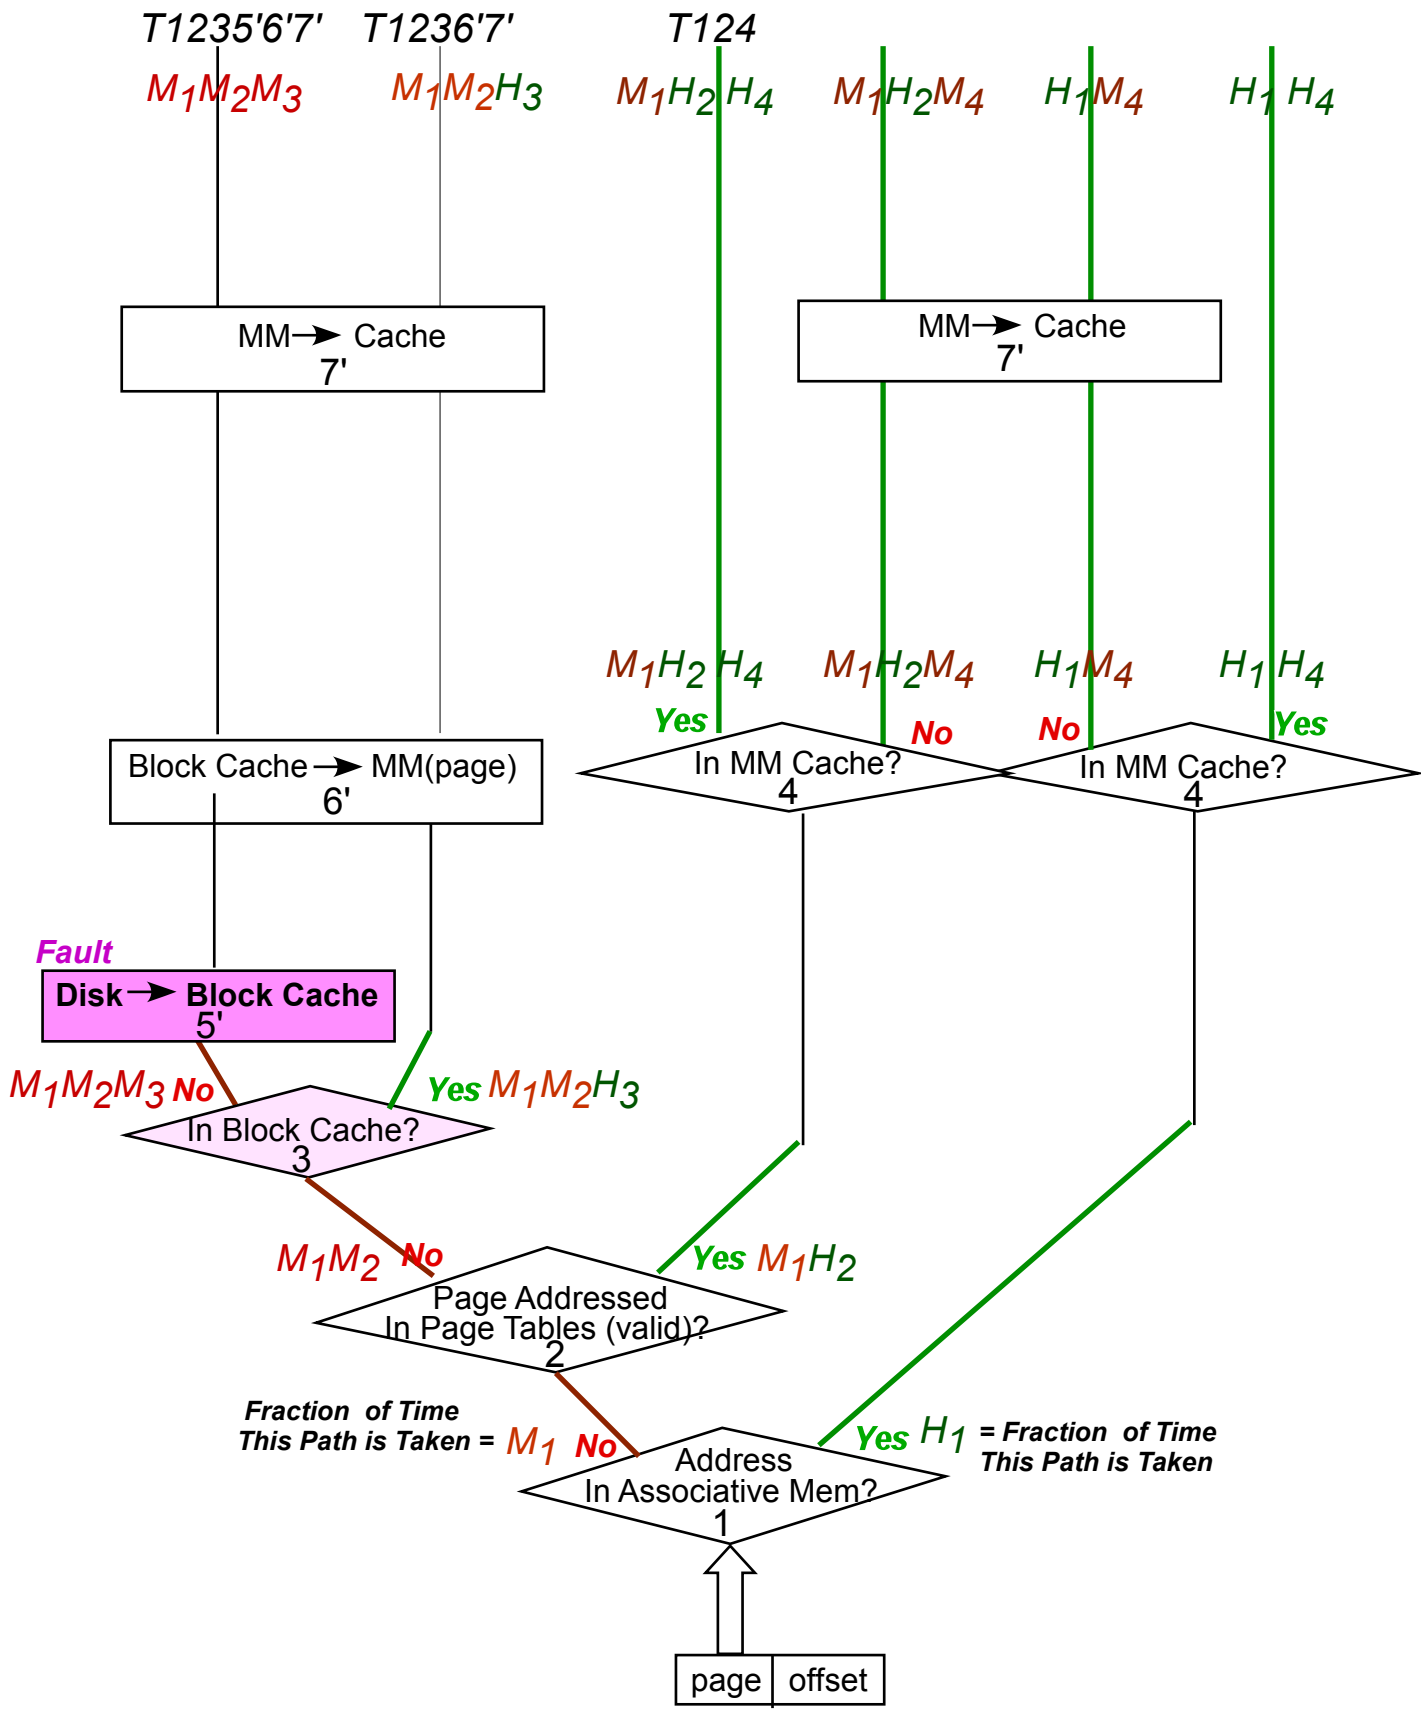 T1235'6'7' T1236'7' T124
M1M2M3 M1M2H3 M1H2 H4 M1H2M4 H1M4 H1 H4
MM Cache
7'
MM Cache
7'
M1H2 H4 M1H2M4 H1M4 H1 H4
Yes No No Yes
Block Cache MM(page)
6'
In MM Cache?
4
In MM Cache?
4
Fault
Disk Block Cache
5'
M1M2M3 No Yes M1M2H3
In Block Cache?
3
M1M2 No Yes M1H2
Page Addressed
In Page Tables (valid)?
2
Fraction of Time
This Path is Taken = M1 No
Yes H1 = Fraction of Time
This Path is Taken
Address
In Associative Mem?
1
page offset